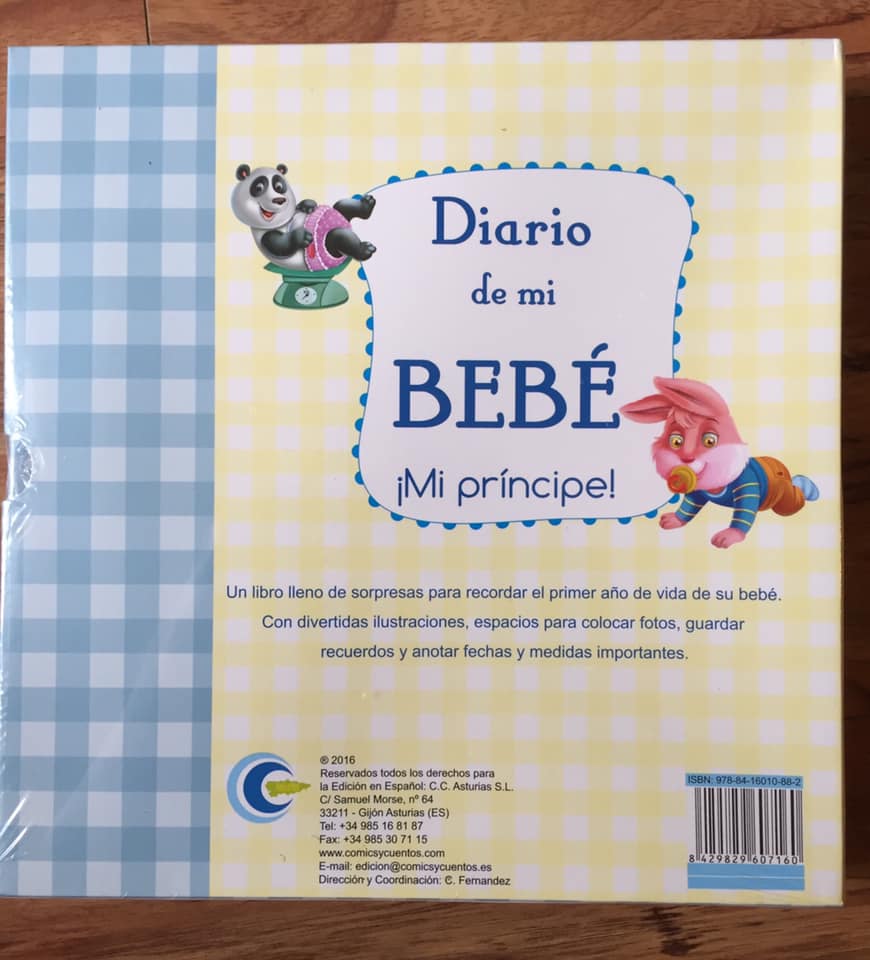 Diario
de mi
BEBÉ
¡Mi príncipe!
Un libro lleno de sorpresas para recordar el primer año de vida de su bebé.
Con divertidas ilustraciones, espacios para colocar fotos, guardar
recuerdos y anotar fechas y medidas importantes.
® 2016
Reservados todos los derechos para
la Edición en Español: C.C. Asturias S.L.
C/ Samuel Morse, nº 64
33211 - Gijón Asturias (ES)
Tel: +34 985 16 81 87
Fax: +34 985 30 71 15
www.comicsycuentos.com
E-mail: edicion@comicsycuentos.es
Dirección y Coordinación: C. Fernandez
ISBN: 978-84-16010-88-2
8 429829 607160